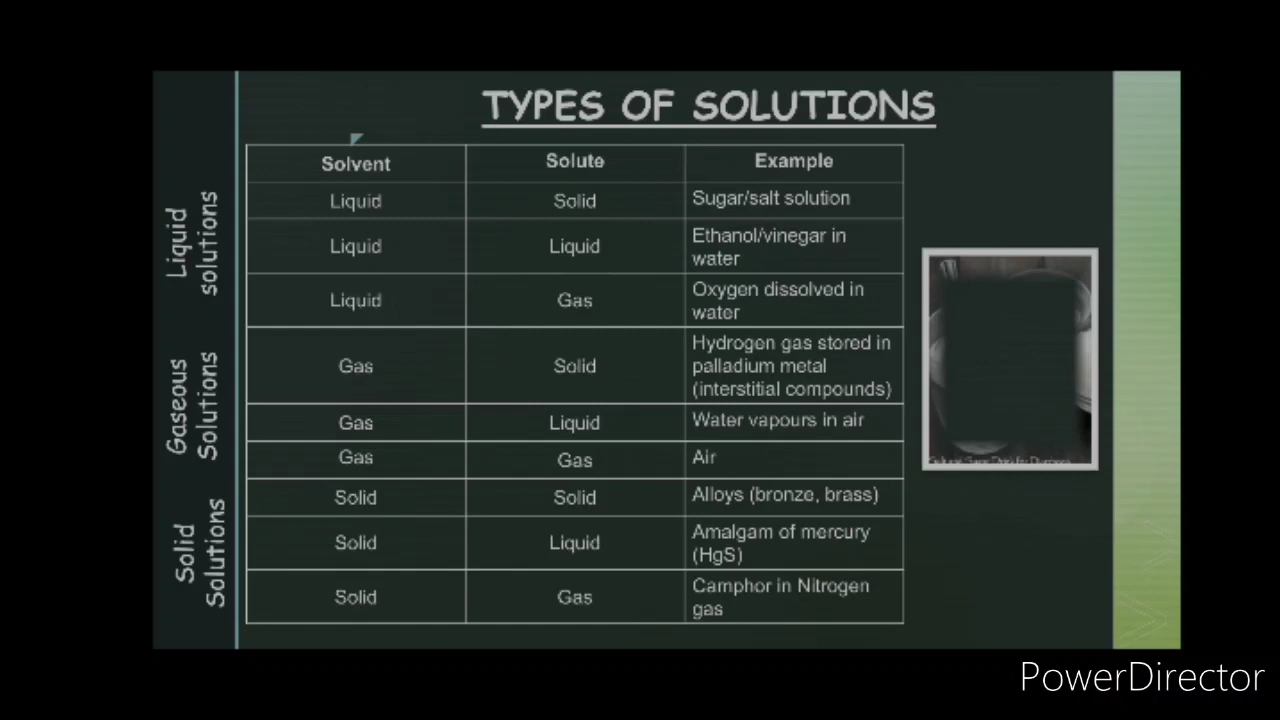 TYPES OF SOLUTIONS
Solvent Solute Example
Liquid
solutions
Liquid Solid Sugar/salt solution
Liquid Liquid Ethanol/vinegar in
water
Liquid Gas Oxygen dissolved in
water
Gaseous
Solutions
Gas Solid Hydrogen gas stored in
palladium metal
(interstitial compounds)
Gas Liquid Water vapours in air
Gas Gas Air
Solid
Solutions
Solid Solid Alloys (bronze, brass)
Solid Liquid Amalgam of mercury
(HgS)
Solid Gas Camphor in Nitrogen
gas
PowerDirector